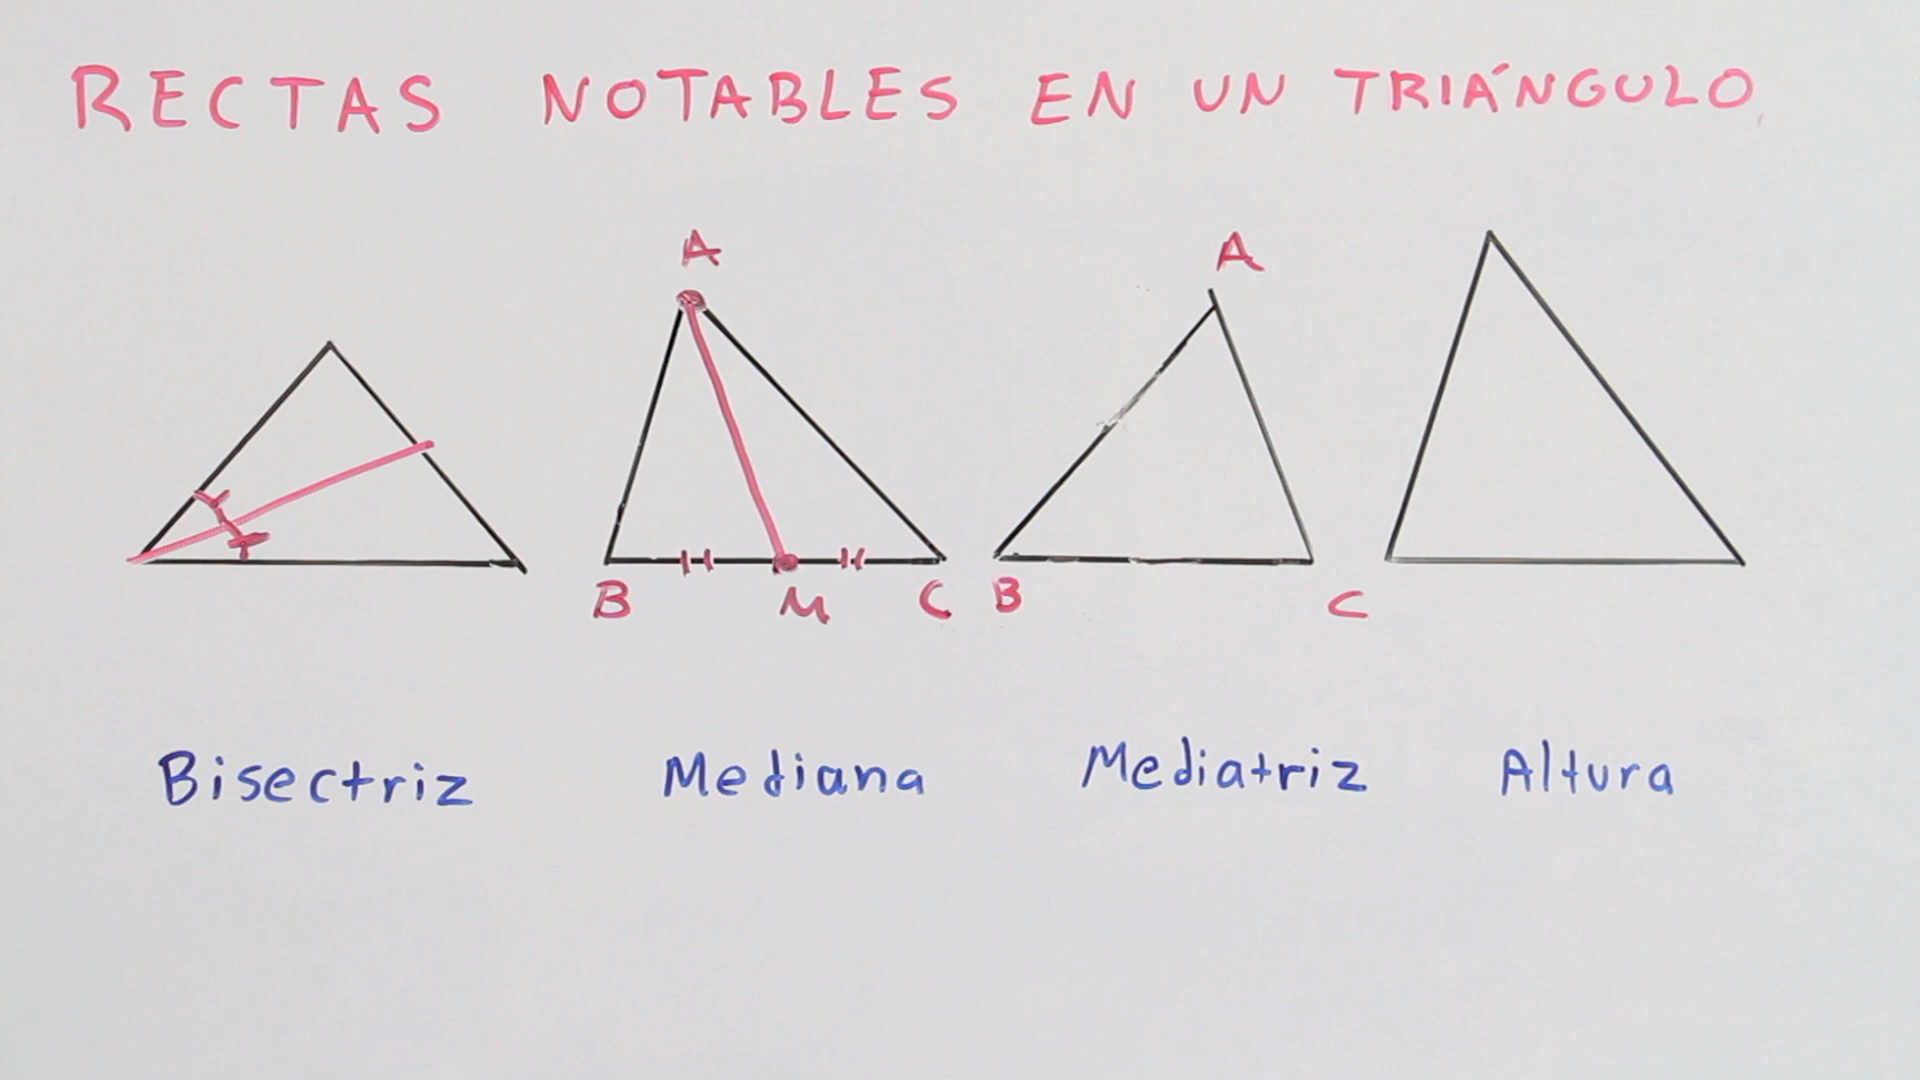 RECTAS NOTABLES EN UN TRIÁNGULO
A A
B M C B C
Bisectriz Mediana Mediatriz Altura